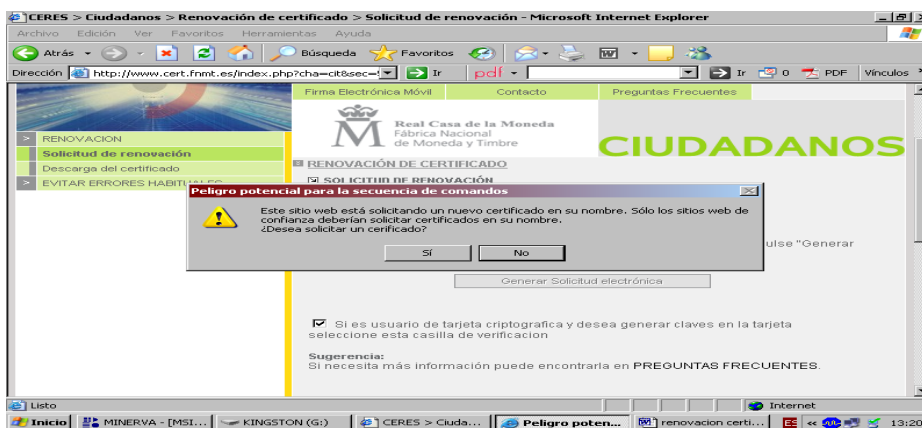 CERES > Ciudadanos > Renovación de certificado > Solicitud de renovación - Microsoft Internet Explorer
Archivo Edición Ver Favoritos Herramientas Ayuda
Atrás Búsqueda Favoritos
Dirección http://www.cert.fnmt.es/index.php?cha=cit&sec= Ir pdf Ir 0 PDF Vínculos
Firma Electrónica Móvil Contacto Preguntas Frecuentes
Real Casa de la Moneda
Fábrica Nacional
de Moneda y Timbre
CIUDADANOS
RENOVACION
Solicitud de renovación
Descarga del certificado
EVITAR ERRORES HABITUALES
RENOVACIÓN DE CERTIFICADO
SOLICITUD DE RENOVACIÓN
Peligro potencial para la secuencia de comandos
Este sitio web está solicitando un nuevo certificado en su nombre. Sólo los sitios web de
confianza deberían solicitar certificados en su nombre.
¿Desea solicitar un cerificado?
Sí No
ulse "Generar
Generar Solicitud electrónica
Si es usuario de tarjeta criptografica y desea generar claves en la tarjeta
seleccione esta casilla de verificacion
Sugerencia:
Si necesita más información puede encontrarla en PREGUNTAS FRECUENTES.
Listo Internet
Inicio MINERVA - [MSI... KINGSTON (G:) CERES > Ciuda... Peligro poten... renovacion certi... ES 13:26